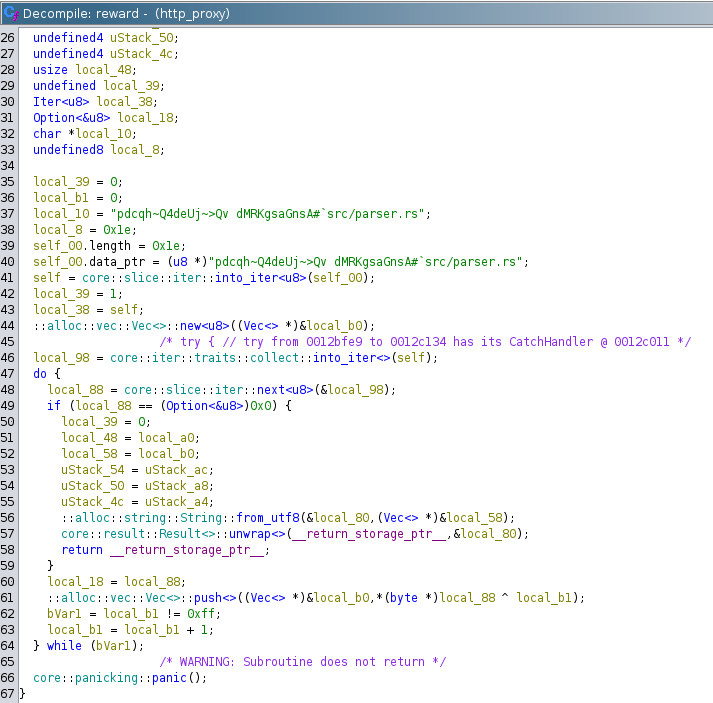 Decompile: reward - (http_proxy)
26 undefined4 uStack_50;
27 undefined4 uStack_4c;
28 usize local_48;
29 undefined local_39;
30 Iter<u8> local_38;
31 Option<&u8> local_18;
32 char *local_10;
33 undefined8 local_8;
34
35 local_39 = 0;
36 local_b1 = 0;
37 local_10 = "pdcqh~Q4deUj~>Qv dMRKgsaGnsA#`src/parser.rs";
38 local_8 = 0x1e;
39 self_00.length = 0x1e;
40 self_00.data_ptr = (u8 *)"pdcqh~Q4deUj~>Qv dMRKgsaGnsA#`src/parser.rs";
41 self = core::slice::iter::into_iter<u8>(self_00);
42 local_39 = 1;
43 local_38 = self;
44 ::alloc::vec::Vec<>::new<u8>((Vec<> *)&local_b0);
45 /* try { // try from 0012bfe9 to 0012c134 has its CatchHandler @ 0012c011 */
46 local_98 = core::iter::traits::collect::into_iter<>(self);
47 do {
48 local_88 = core::slice::iter::next<u8>(&local_98);
49 if (local_88 == (Option<&u8>)0x0) {
50 local_39 = 0;
51 local_48 = local_a0;
52 local_58 = local_b0;
53 uStack_54 = uStack_ac;
54 uStack_50 = uStack_a8;
55 uStack_4c = uStack_a4;
56 ::alloc::string::String::from_utf8(&local_80,(Vec<> *)&local_58);
57 core::result::Result<>::unwrap<>(__return_storage_ptr__,&local_80);
58 return __return_storage_ptr__;
59 }
60 local_18 = local_88;
61 ::alloc::vec::Vec<>::push<>((Vec<> *)&local_b0,*(byte *)local_88 ^ local_b1);
62 bVar1 = local_b1 != 0xff;
63 local_b1 = local_b1 + 1;
64 } while (bVar1);
65 /* WARNING: Subroutine does not return */
66 core::panicking::panic();
67 }